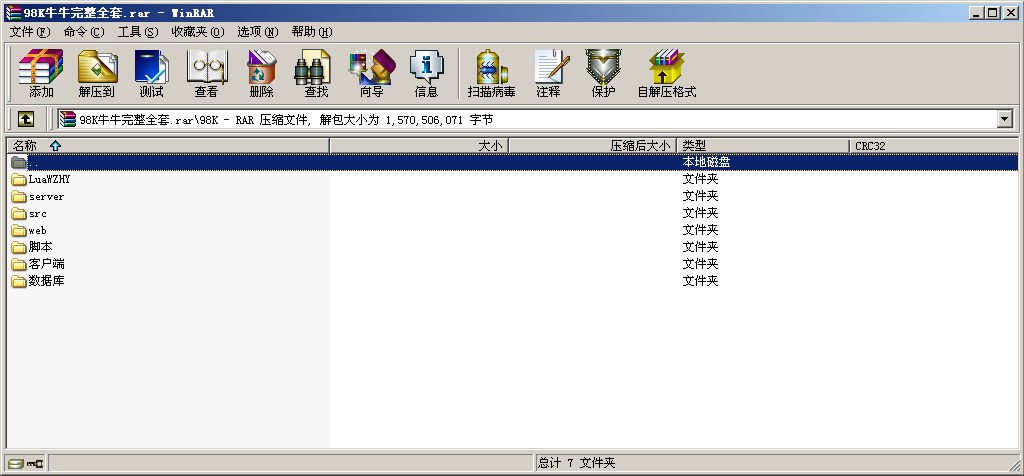 98K牛牛完整全套.rar - WinRAR
文件(F) 命令(C) 工具(S) 收藏夹(O) 选项(N) 帮助(H)
添加 解压到 测试 查看 删除 查找 向导 信息 扫描病毒 注释 保护 自解压格式
98K牛牛完整全套.rar\98K - RAR 压缩文件, 解包大小为 1,570,506,071 字节
名称 大小 压缩后大小 类型 CRC32
.. 本地磁盘
LuaWZHY 文件夹
server 文件夹
src 文件夹
web 文件夹
脚本 文件夹
客户端 文件夹
数据库 文件夹
总计 7 文件夹